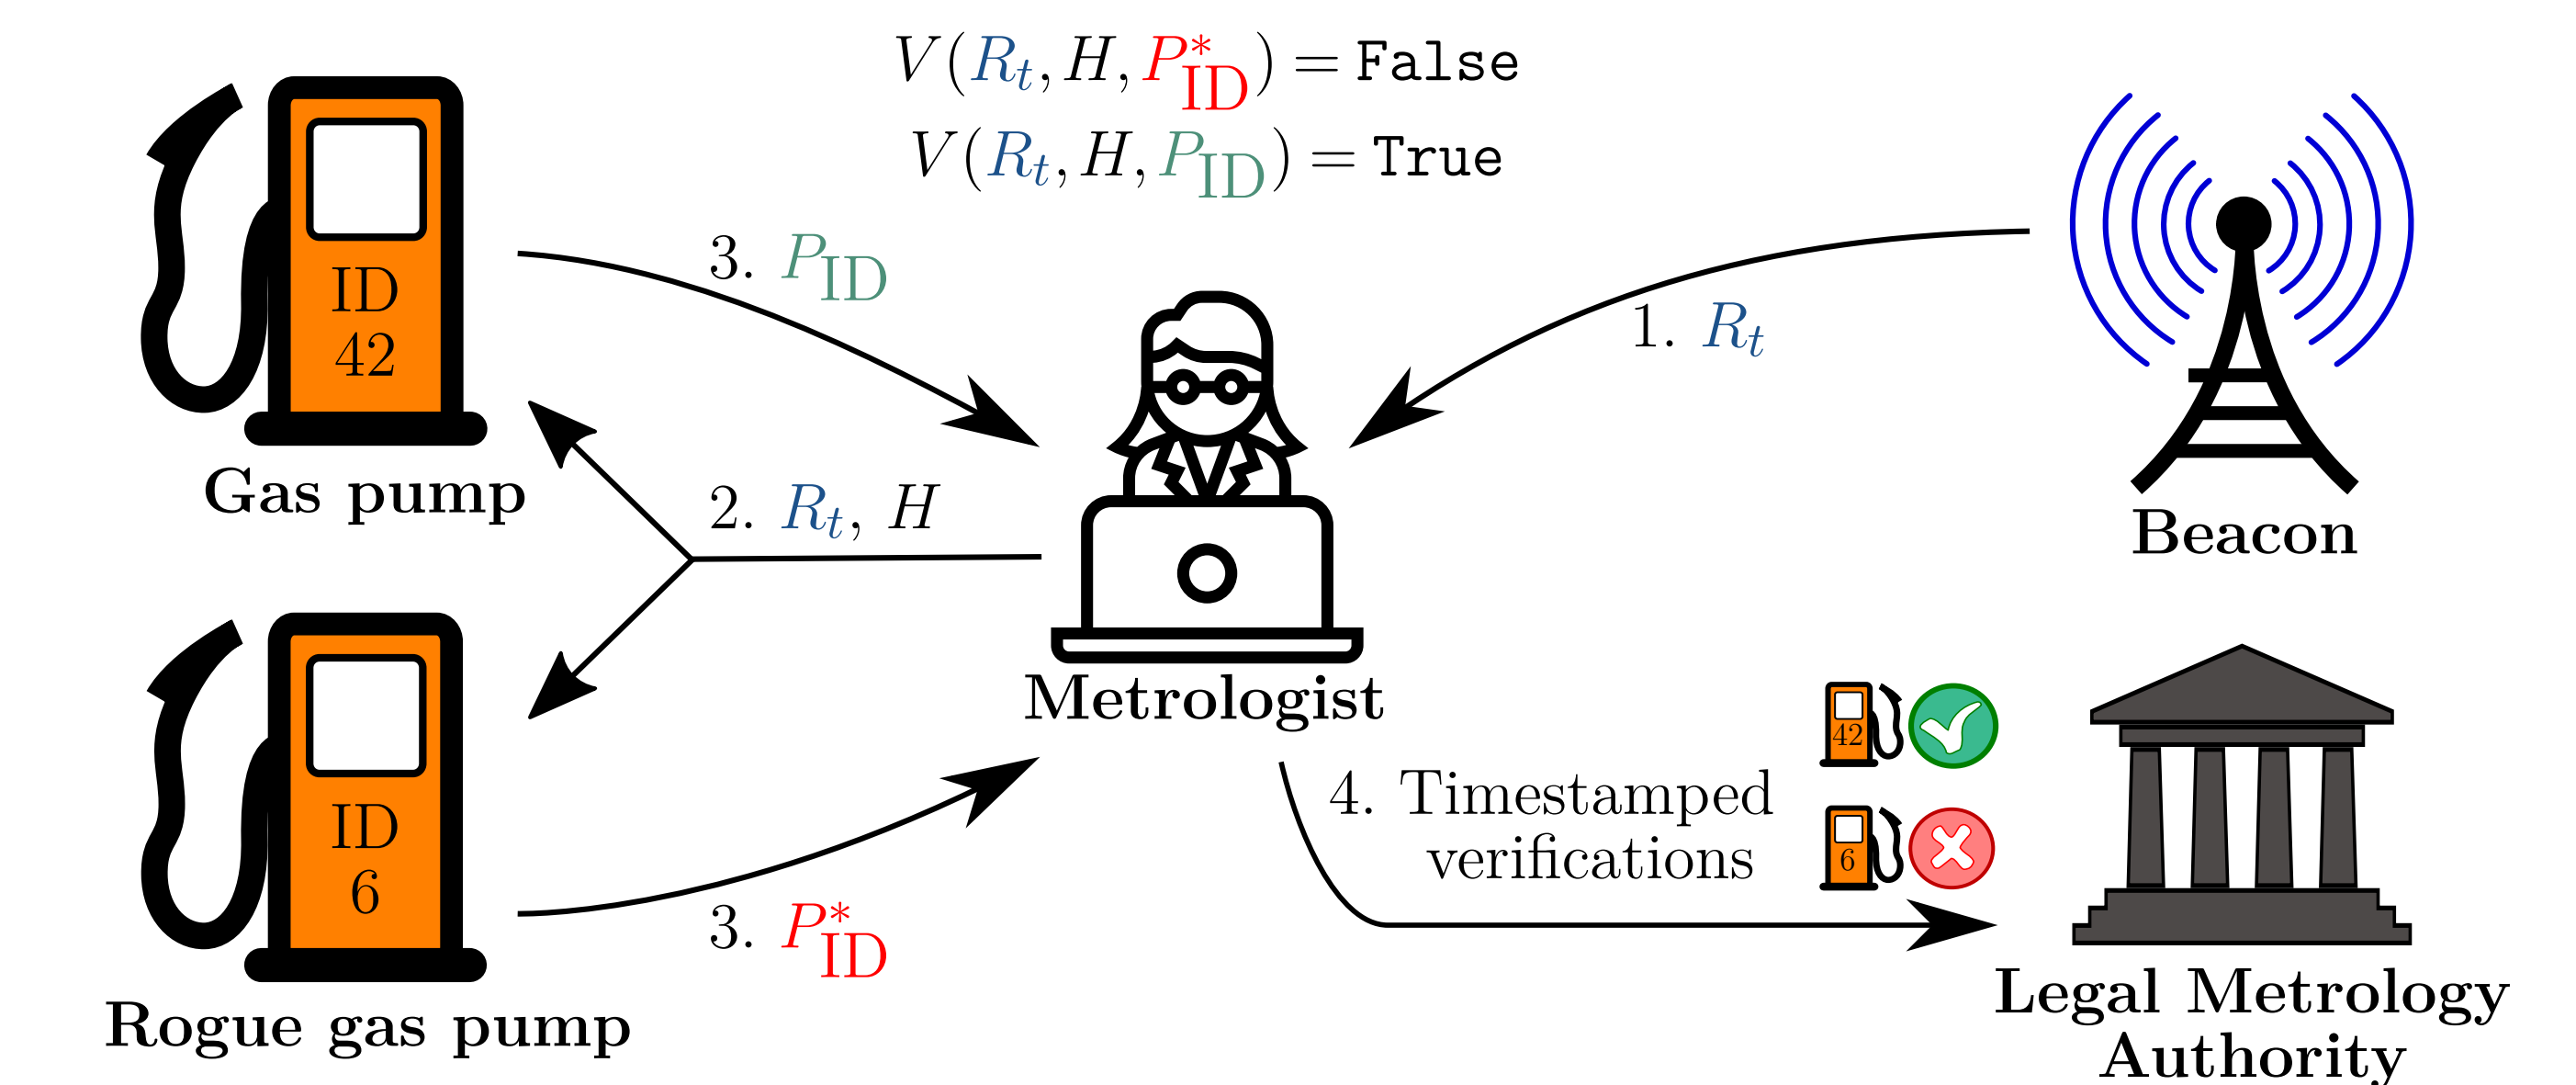 V(R_t, H, P*_ID) = False
V(R_t, H, P_ID) = True
3. P_ID
1. R_t
ID
42
Gas pump
2. R_t, H
Beacon
Metrologist
42
4. Timestamped
verifications
6
ID
6
3. P*_ID
Rogue gas pump
Legal Metrology
Authority